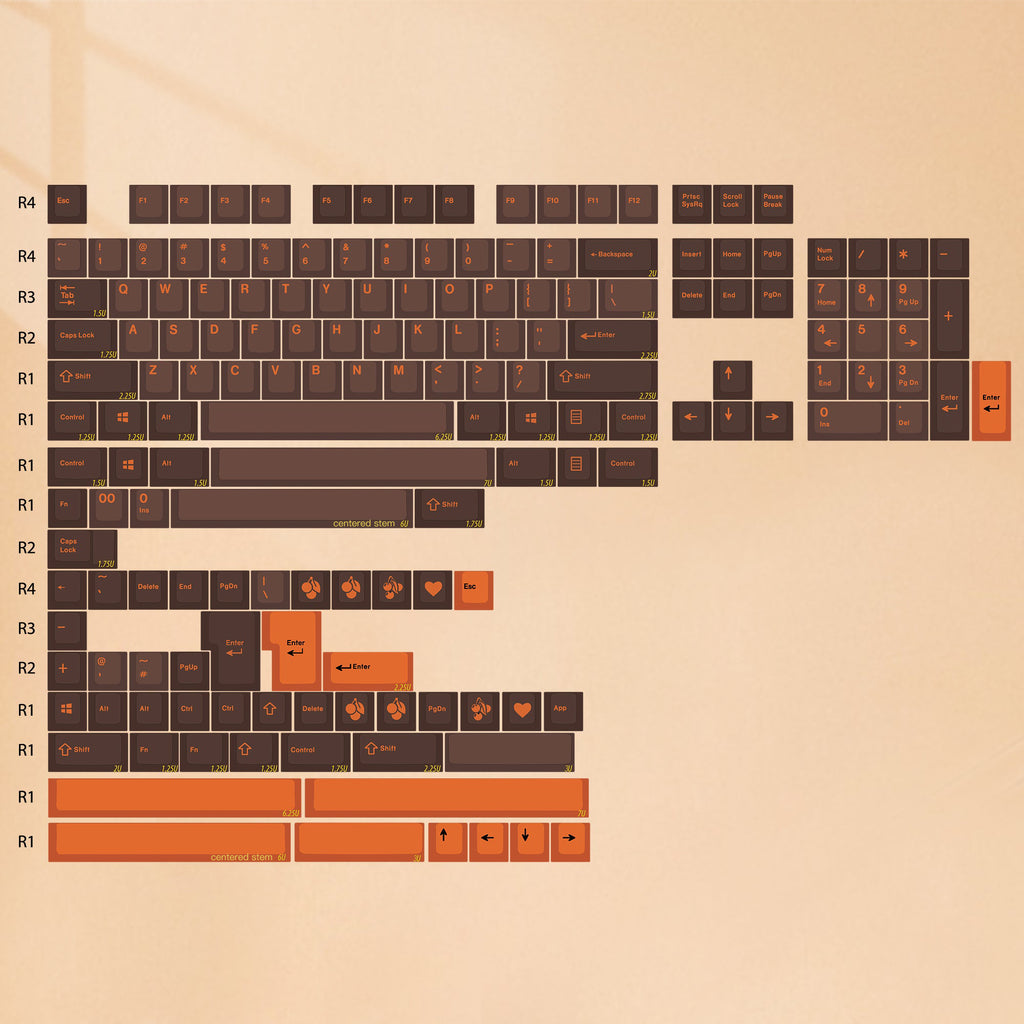 R4 Esc F1 F2 F3 F4 F5 F6 F7 F8 F9 F10 F11 F12 Prtsc SysRq Scroll Lock Pause Break
R4 ~ ` ! 1 @ 2 # 3 $ 4 % 5 ^ 6 & 7 * 8 ( 9 ) 0 — - + = ←Backspace 2U Insert Home PgUp Num Lock / * −
R3 Tab 1.5U Q W E R T Y U I O P { [ } ] | \ 1.5U Delete End PgDn 7 Home 8 ↑ 9 Pg Up +
R2 Caps Lock 1.75U A S D F G H J K L : ; " ' Enter 2.25U 4 ← 5 6 →
R1 Shift 2.25U Z X C V B N M < , > . ? / Shift 2.75U ↑ 1 End 2 ↓ 3 Pg Dn Enter Enter
R1 Control 1.25U 1.25U Alt 1.25U 6.25U Alt 1.25U 1.25U 1.25U Control 1.25U ← ↓ → 0 Ins . Del
R1 Control 1.5U Alt 1.5U 7U Alt 1.5U Control 1.5U
R1 Fn 00 0 Ins centered stem 6U Shift 1.75U
R2 Caps Lock 1.75U
R4 ← ~ ` Delete End PgDn | \ Esc
R3 − Enter Enter
R2 + @ ' ~ # PgUp Enter 2.25U
R1 Alt Alt Ctrl Ctrl Delete PgDn App
R1 Shift 2U Fn 1.25U Fn 1.25U 1.25U Control 1.75U Shift 2.25U 3U
R1 6.25U 7U
R1 centered stem 6U 3U ↑ ← ↓ →